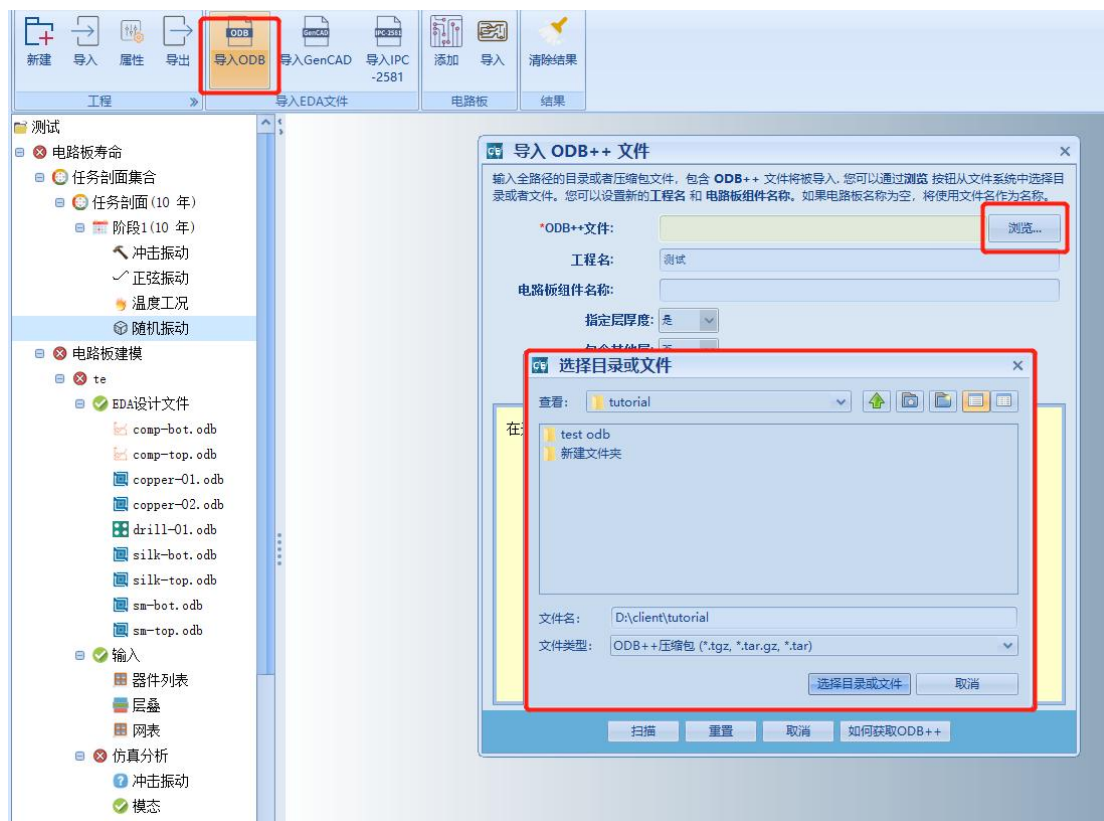 新建 导入 属性 导出 导入ODB 导入GenCAD 导入IPC-2581 添加 导入 清除结果
工程 导入EDA文件 电路板 结果
测试
电路板寿命
任务剖面集合
任务剖面(10 年)
阶段1(10 年)
冲击振动
正弦振动
温度工况
随机振动
电路板建模
te
EDA设计文件
comp-bot.odb
comp-top.odb
copper-01.odb
copper-02.odb
drill-01.odb
silk-bot.odb
silk-top.odb
sm-bot.odb
sm-top.odb
输入
器件列表
层叠
网表
仿真分析
冲击振动
模态
导入 ODB++ 文件
输入全路径的目录或者压缩包文件，包含 ODB++ 文件将被导入. 您可以通过浏览 按钮从文件系统中选择目
录或者文件。您可以设置新的工程名 和 电路板组件名称。如果电路板名称为空，将使用文件名作为名称。
*ODB++文件: 浏览...
工程名: 测试
电路板组件名称:
指定层厚度: 是
选择目录或文件
查看: tutorial
test odb
新建文件夹
文件名: D:\client\tutorial
文件类型: ODB++压缩包 (*.tgz, *.tar.gz, *.tar)
选择目录或文件 取消
扫描 重置 取消 如何获取ODB++